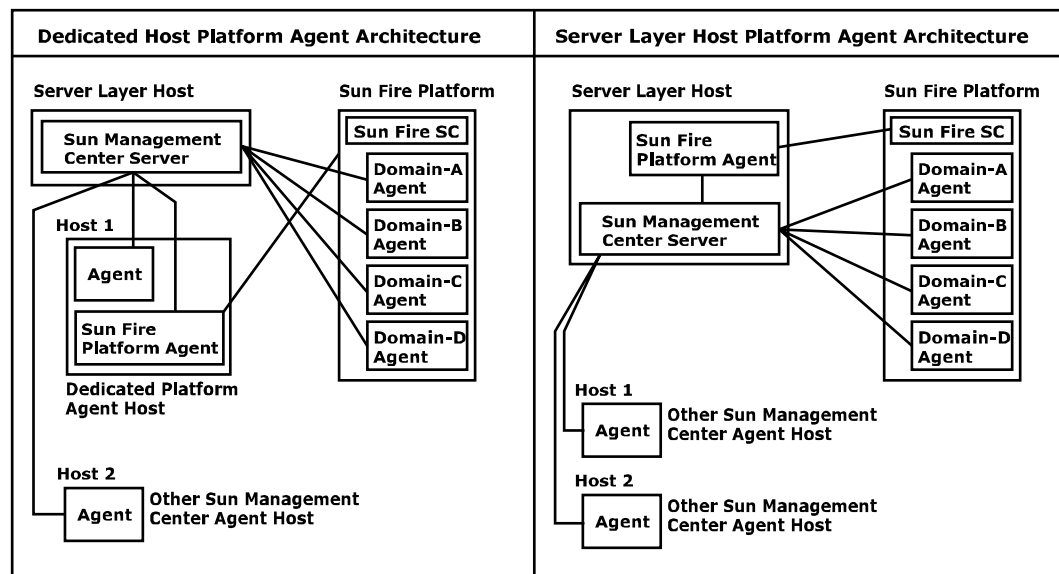 Dedicated Host Platform Agent Architecture
Server Layer Host
Sun Fire Platform
Sun Management
Center Server
Sun Fire SC
Domain-A
Agent
Domain-B
Agent
Domain-C
Agent
Domain-D
Agent
Host 1
Agent
Sun Fire
Platform Agent
Dedicated Platform
Agent Host
Host 2
Agent
Other Sun Management
Center Agent Host
Server Layer Host Platform Agent Architecture
Server Layer Host
Sun Fire Platform
Sun Fire
Platform Agent
Sun Management
Center Server
Sun Fire SC
Domain-A
Agent
Domain-B
Agent
Domain-C
Agent
Domain-D
Agent
Host 1
Agent
Other Sun Management
Center Agent Host
Host 2
Agent
Other Sun Management
Center Agent Host